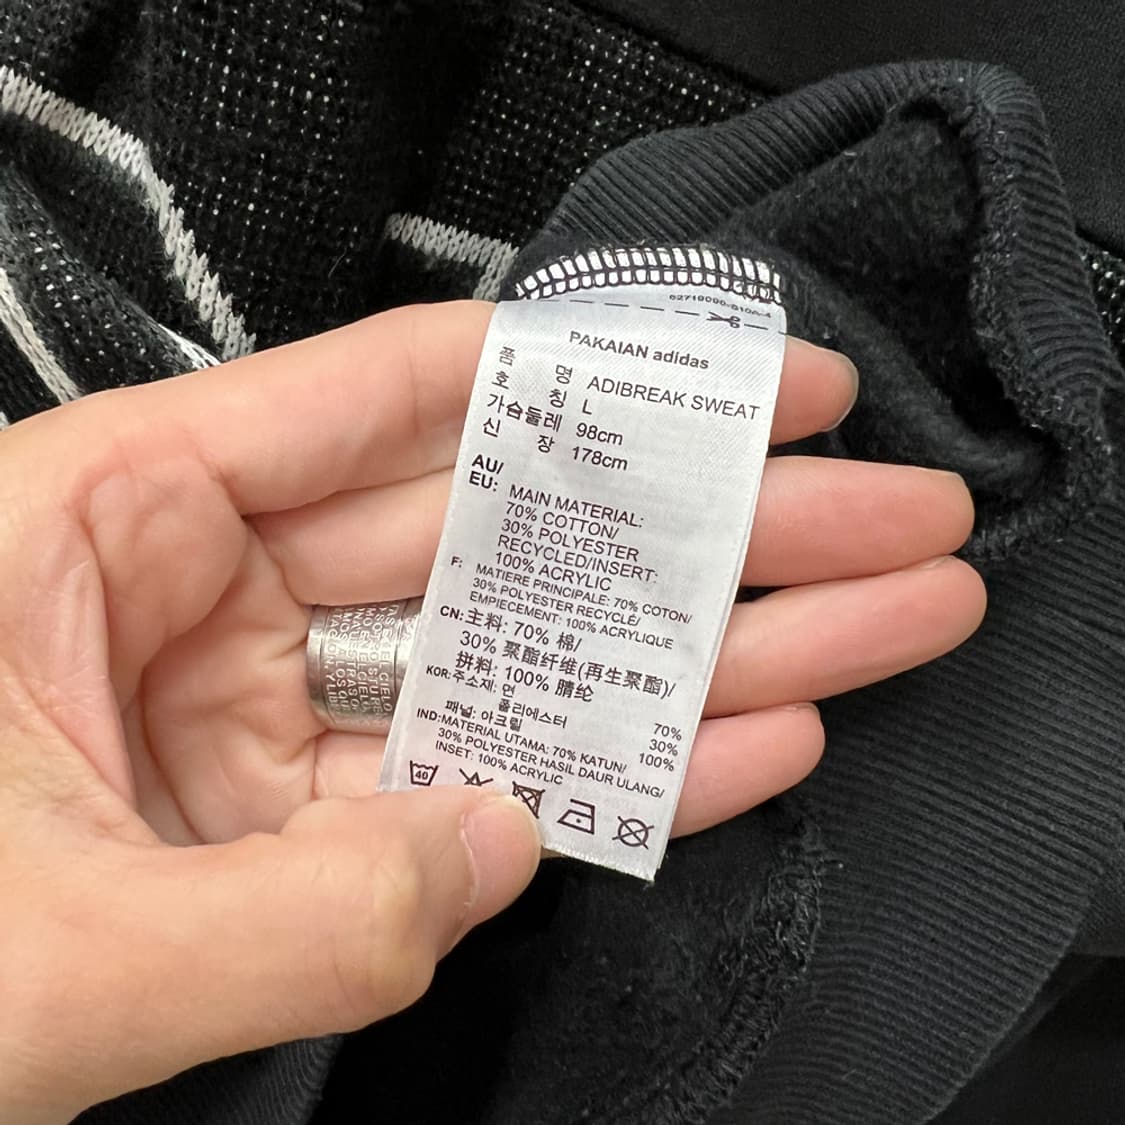 62719090-S10A-4
PAKAIAN adidas
품 명 ADIBREAK SWEAT
호 칭 L
가슴둘레 98cm
신 장 178cm
AU/
EU: MAIN MATERIAL:
70% COTTON/
30% POLYESTER
RECYCLED/INSERT:
100% ACRYLIC
F: MATIERE PRINCIPALE: 70% COTON/
30% POLYESTER RECYCLÉ/
EMPIECEMENT: 100% ACRYLIQUE
CN: 主料: 70% 棉/
30% 聚酯纤维(再生聚酯)/
拼料: 100% 腈纶
KOR: 주소재: 면 70%
폴리에스터 30%
패널: 아크릴 100%
IND: MATERIAL UTAMA: 70% KATUN/
30% POLYESTER HASIL DAUR ULANG/
INSET: 100% ACRYLIC
40